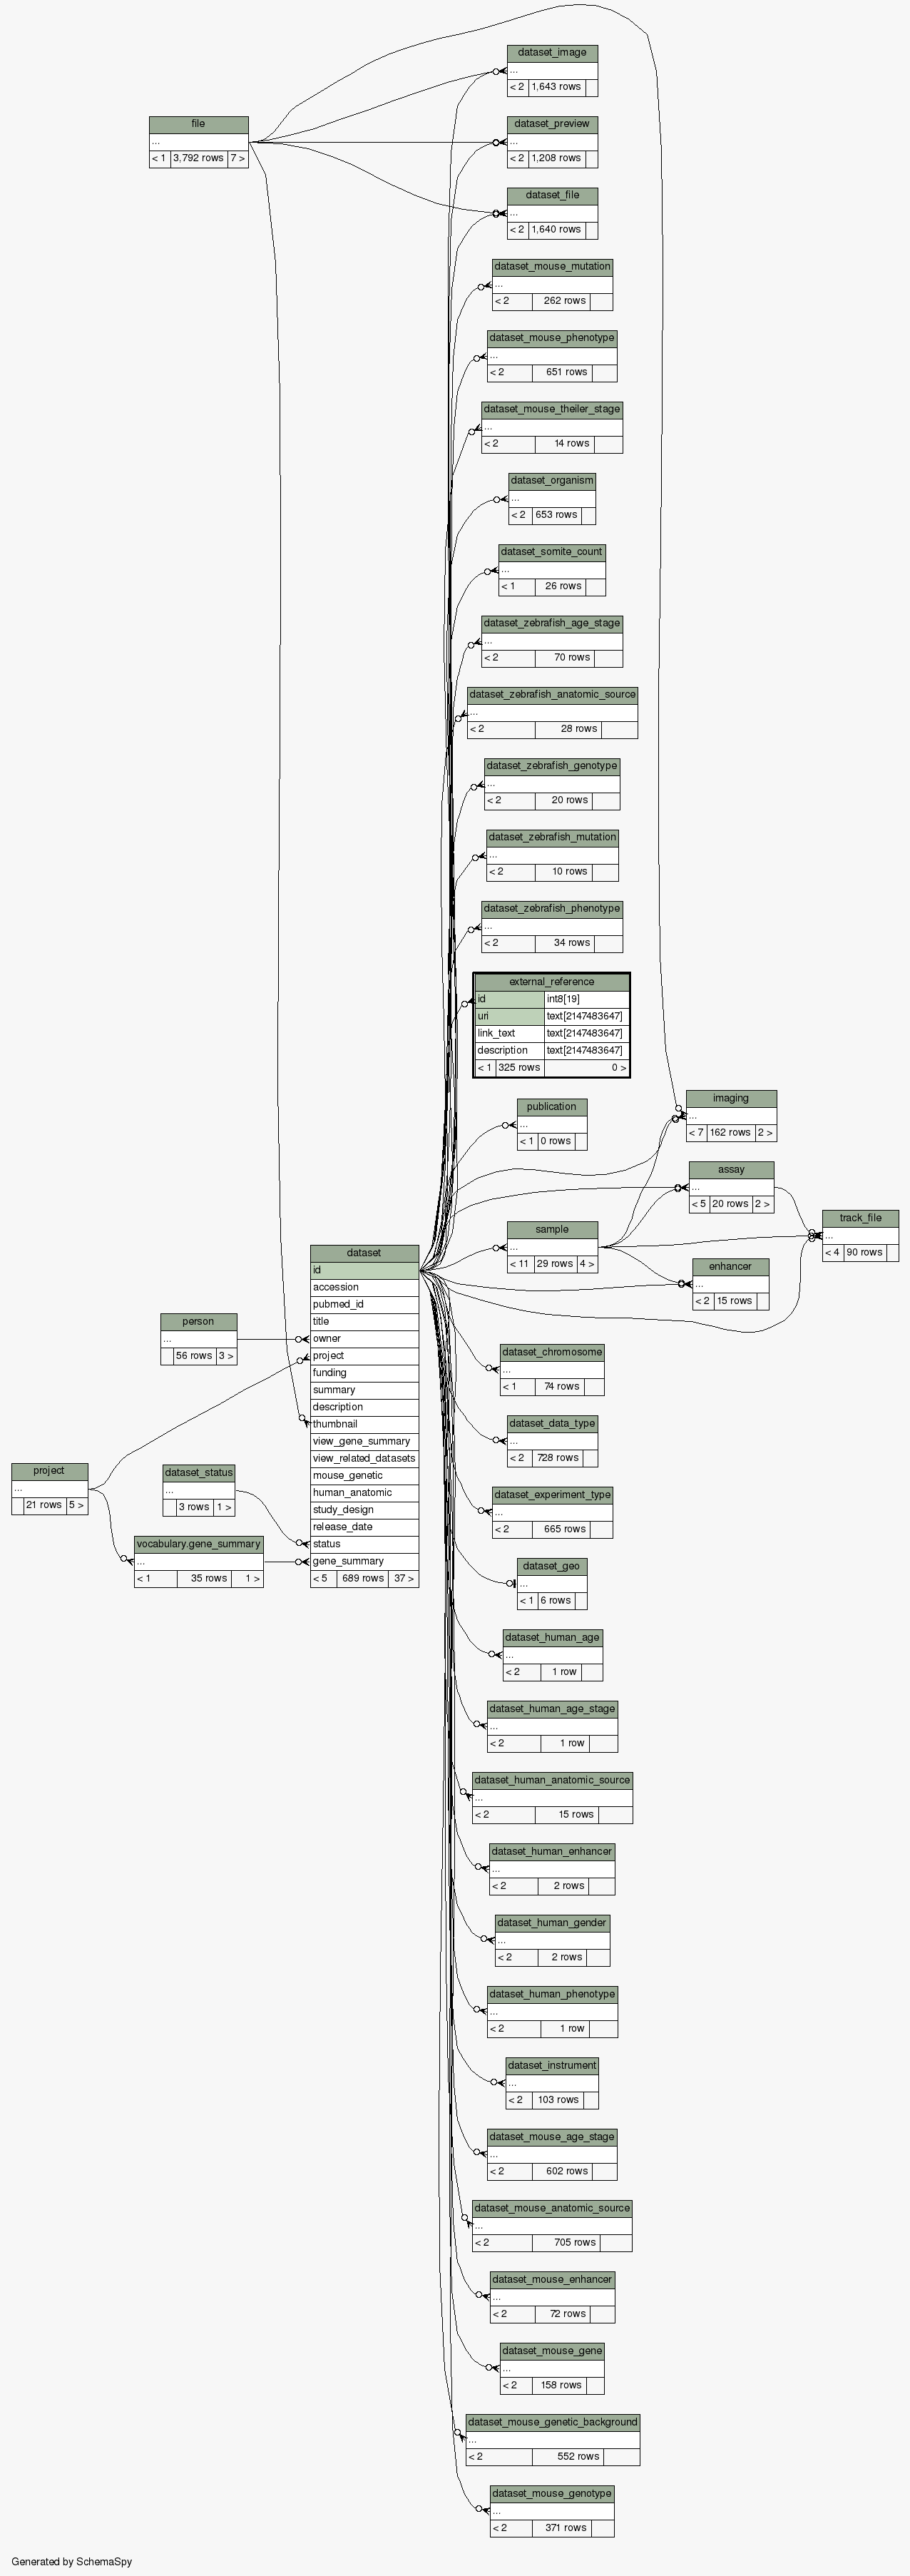 dataset_image
...
< 2 1,643 rows
file
...
< 1 3,792 rows 7 >
dataset_preview
...
< 2 1,208 rows
dataset_file
...
< 2 1,640 rows
dataset_mouse_mutation
...
< 2 262 rows
dataset_mouse_phenotype
...
< 2 651 rows
dataset_mouse_theiler_stage
...
< 2 14 rows
dataset_organism
...
< 2 653 rows
dataset_somite_count
...
< 1 26 rows
dataset_zebrafish_age_stage
...
< 2 70 rows
dataset_zebrafish_anatomic_source
...
< 2 28 rows
dataset_zebrafish_genotype
...
< 2 20 rows
dataset_zebrafish_mutation
...
< 2 10 rows
dataset_zebrafish_phenotype
...
< 2 34 rows
external_reference
id int8[19]
uri text[2147483647]
link_text text[2147483647]
description text[2147483647]
< 1 325 rows 0 >
publication
...
< 1 0 rows
imaging
...
< 7 162 rows 2 >
assay
...
< 5 20 rows 2 >
track_file
...
< 4 90 rows
sample
...
< 11 29 rows 4 >
enhancer
...
< 2 15 rows
dataset
id
accession
pubmed_id
title
owner
project
funding
summary
description
thumbnail
view_gene_summary
view_related_datasets
mouse_genetic
human_anatomic
study_design
release_date
status
gene_summary
< 5 689 rows 37 >
person
...
56 rows 3 >
project
...
21 rows 5 >
dataset_status
...
3 rows 1 >
vocabulary.gene_summary
...
< 1 35 rows 1 >
dataset_chromosome
...
< 1 74 rows
dataset_data_type
...
< 2 728 rows
dataset_experiment_type
...
< 2 665 rows
dataset_geo
...
< 1 6 rows
dataset_human_age
...
< 2 1 row
dataset_human_age_stage
...
< 2 1 row
dataset_human_anatomic_source
...
< 2 15 rows
dataset_human_enhancer
...
< 2 2 rows
dataset_human_gender
...
< 2 2 rows
dataset_human_phenotype
...
< 2 1 row
dataset_instrument
...
< 2 103 rows
dataset_mouse_age_stage
...
< 2 602 rows
dataset_mouse_anatomic_source
...
< 2 705 rows
dataset_mouse_enhancer
...
< 2 72 rows
dataset_mouse_gene
...
< 2 158 rows
dataset_mouse_genetic_background
...
< 2 552 rows
dataset_mouse_genotype
...
< 2 371 rows
Generated by SchemaSpy